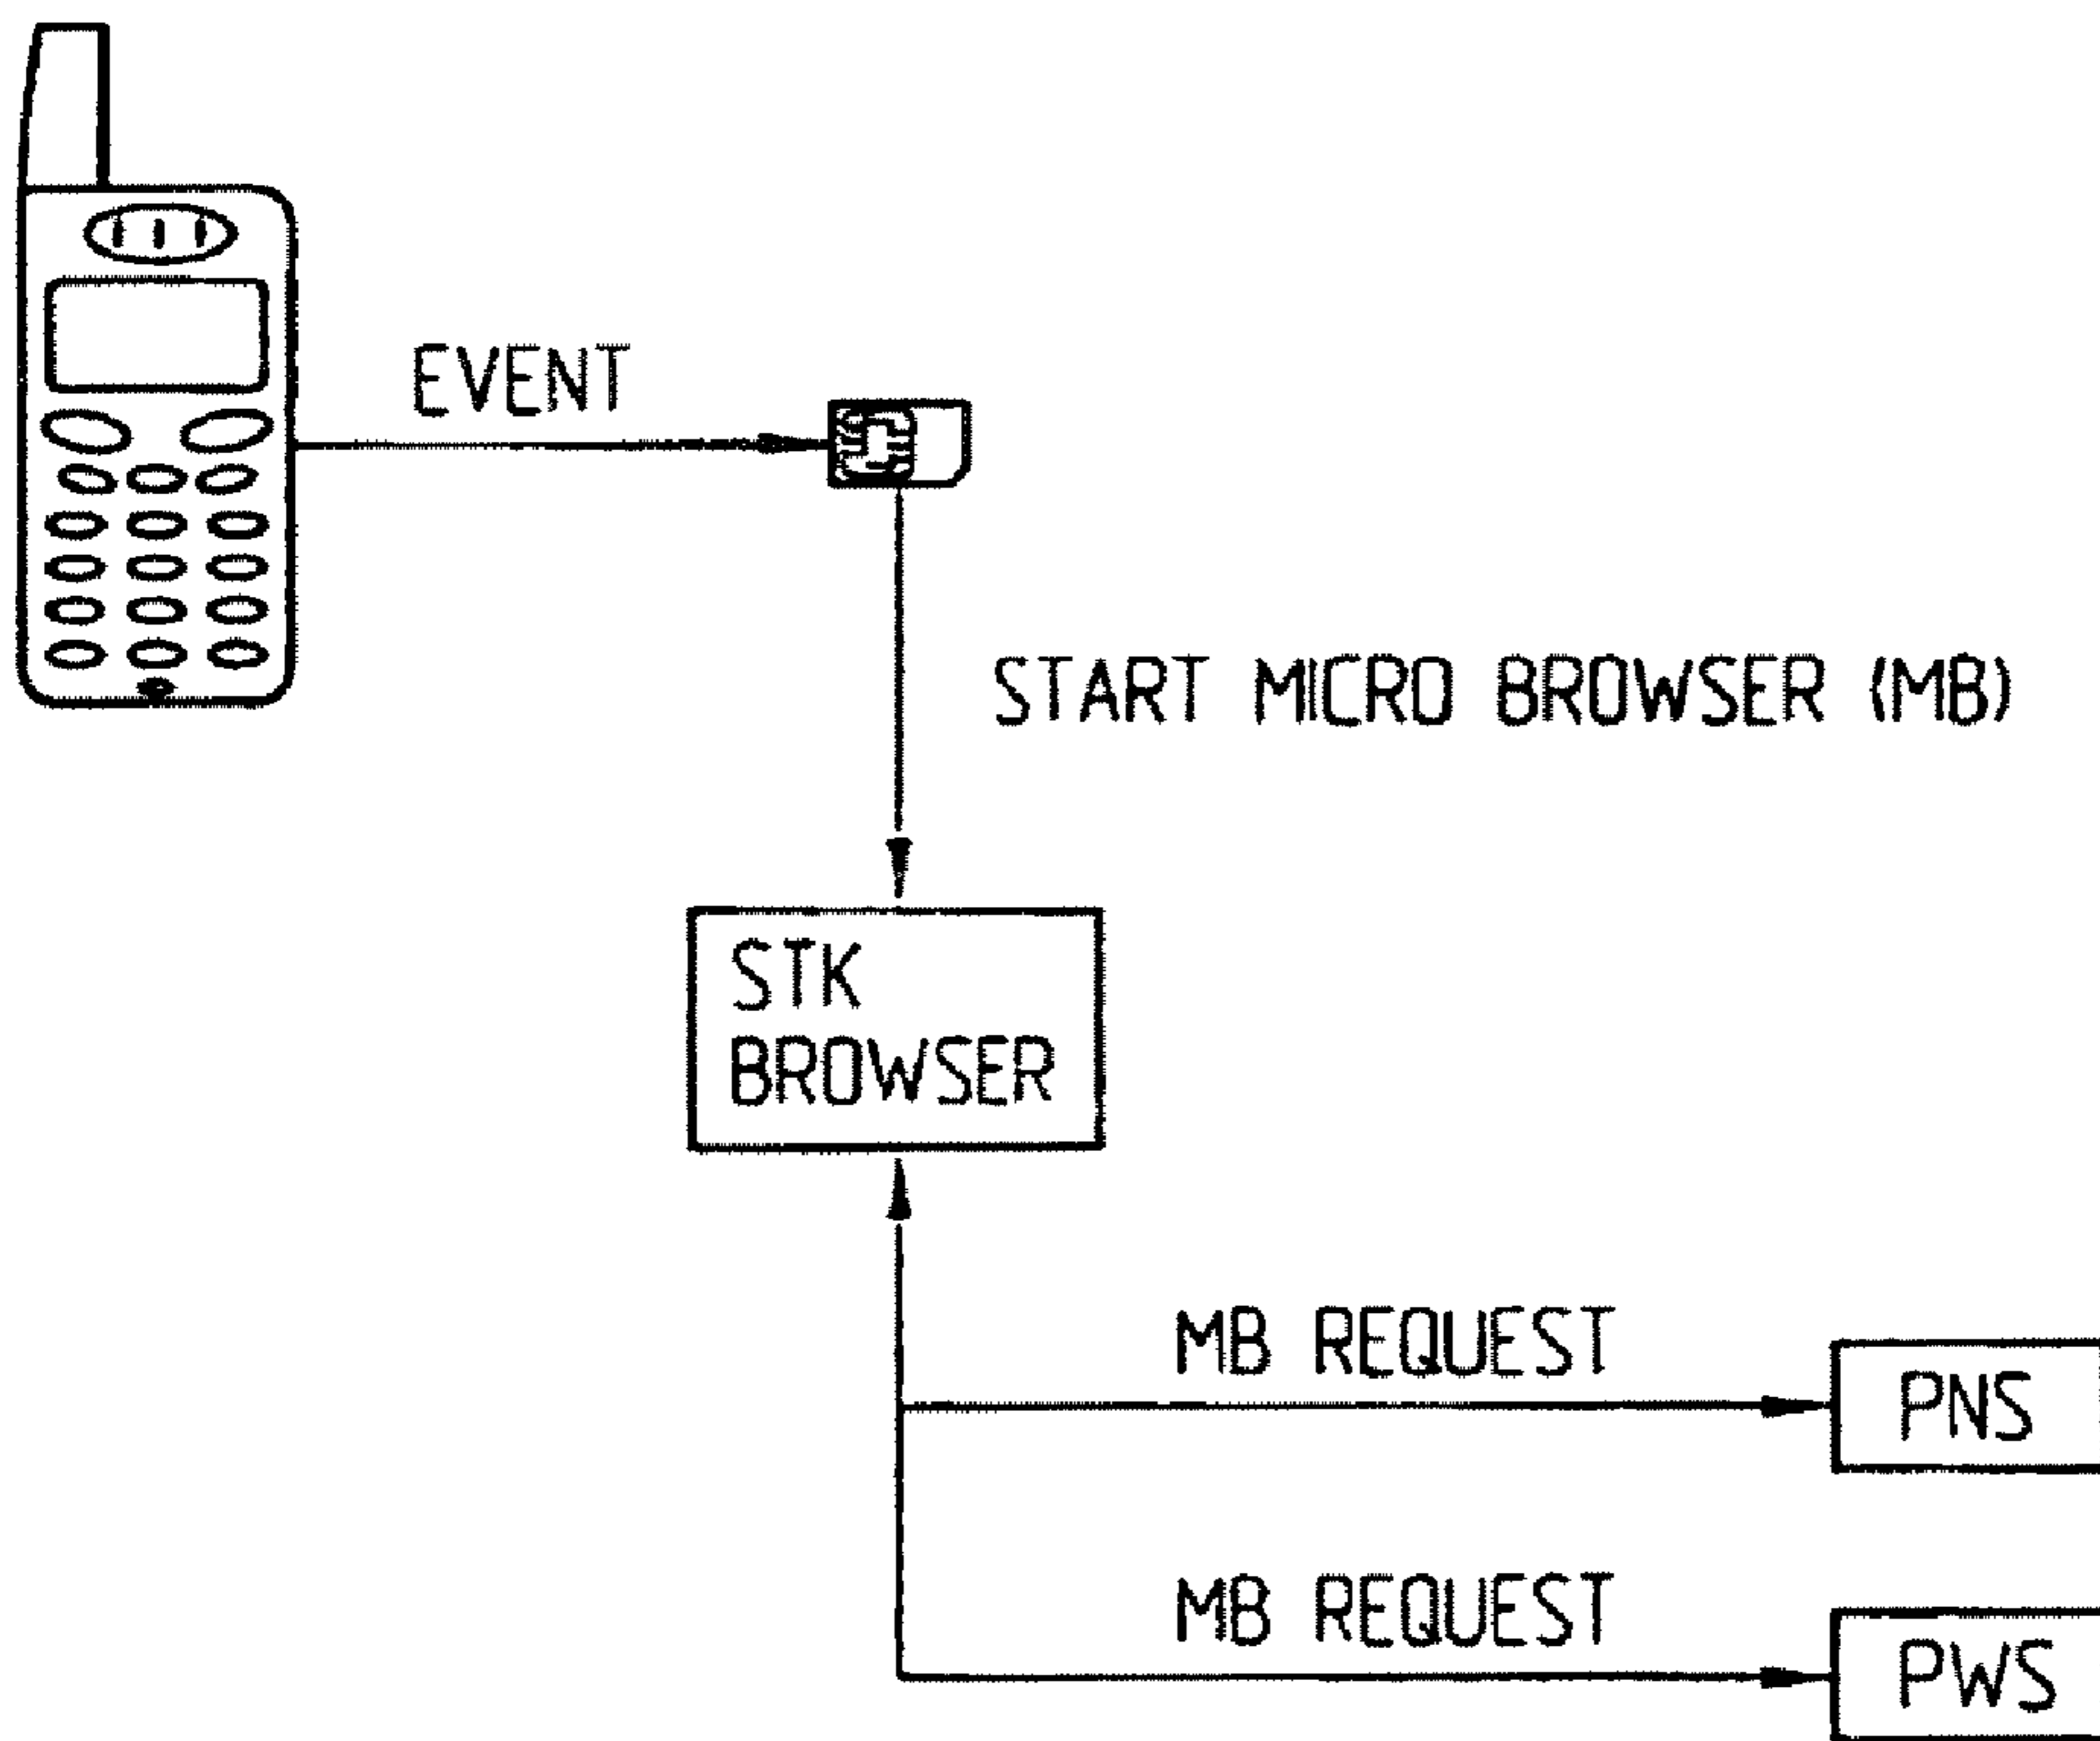 EVENT
START MICRO BROWSER (MB)
STK
BROWSER
MB REQUEST
PNS
MB REQUEST
PWS